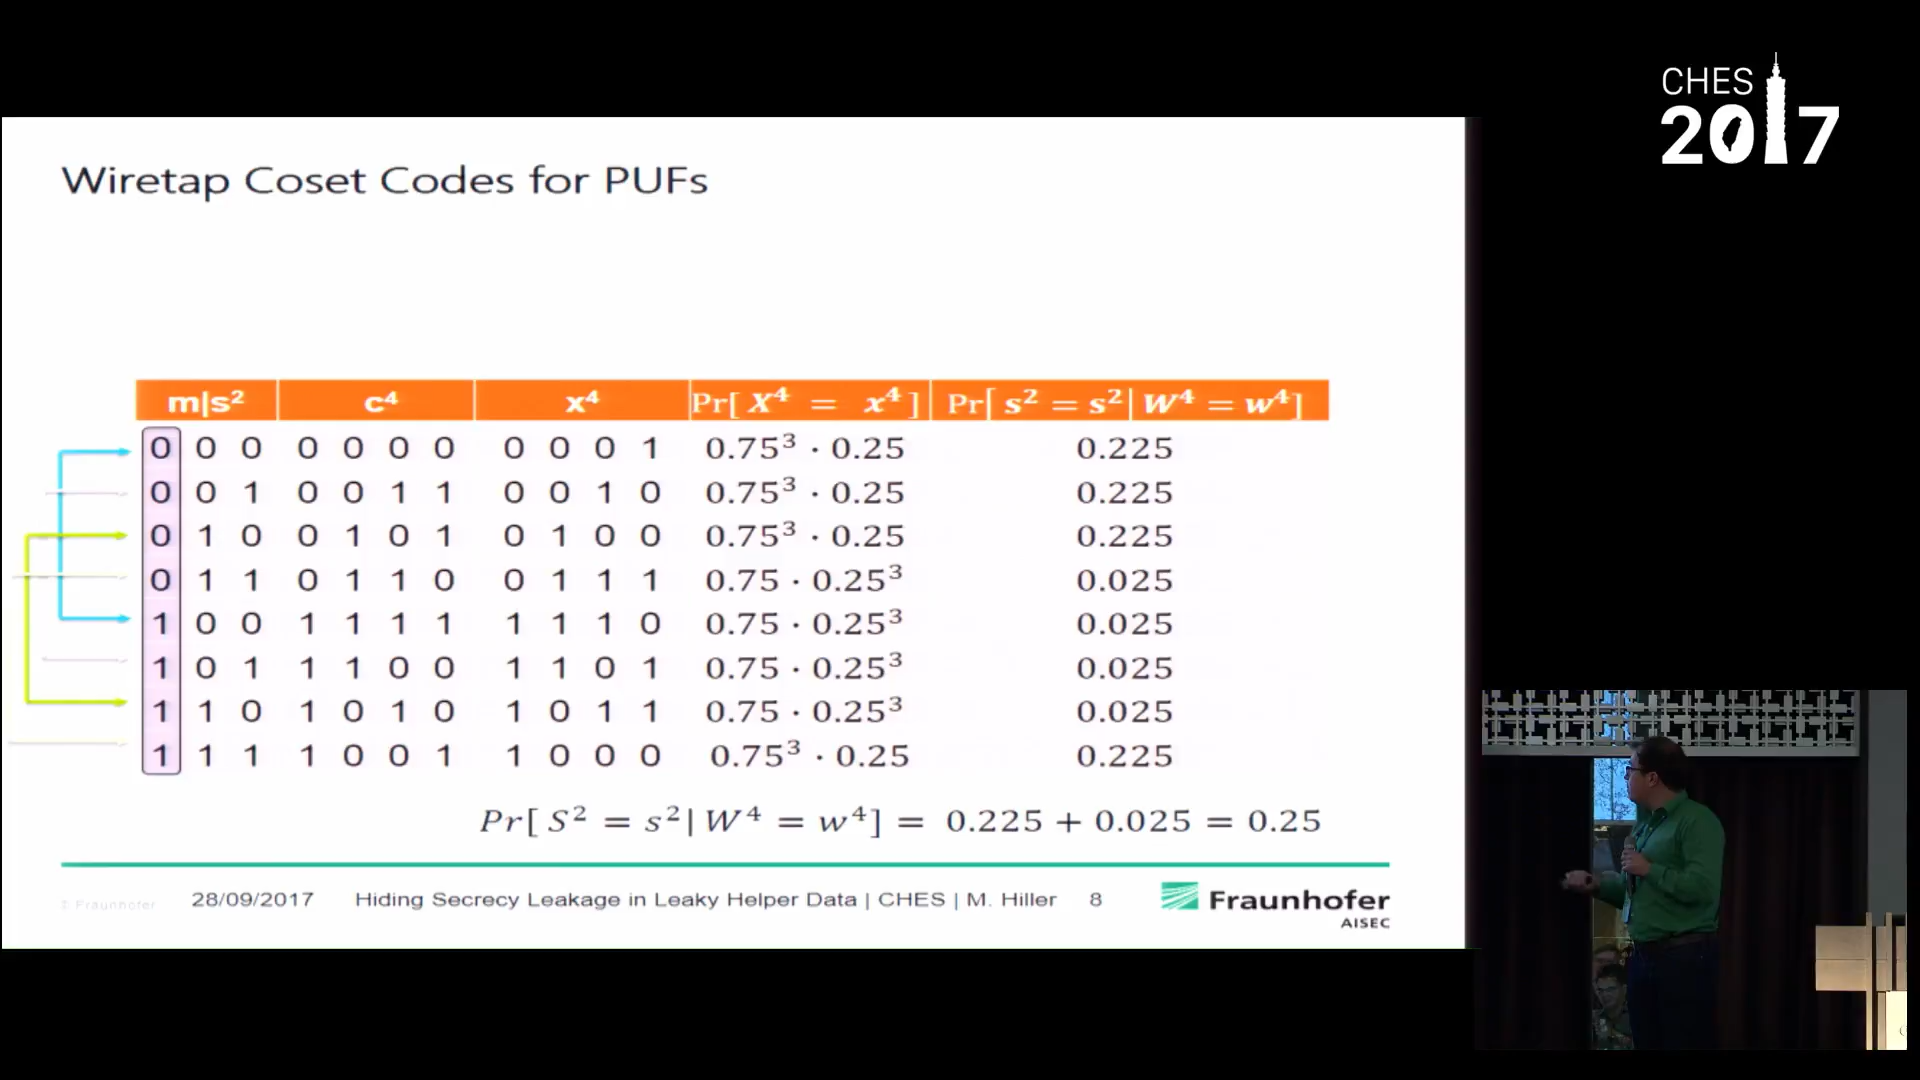 CHES
2017
Wiretap Coset Codes for PUFs
m|s² c⁴ x⁴ Pr[ X⁴ = x⁴ ] Pr[ s² = s² | W⁴ = w⁴ ]
0 0 0 0 0 0 0 0 0 0 1 0.75³ · 0.25 0.225
0 0 1 0 0 1 1 0 0 1 0 0.75³ · 0.25 0.225
0 1 0 0 1 0 1 0 1 0 0 0.75³ · 0.25 0.225
0 1 1 0 1 1 0 0 1 1 1 0.75 · 0.25³ 0.025
1 0 0 1 1 1 1 1 1 1 0 0.75 · 0.25³ 0.025
1 0 1 1 1 0 0 1 1 0 1 0.75 · 0.25³ 0.025
1 1 0 1 0 1 0 1 0 1 1 0.75 · 0.25³ 0.025
1 1 1 1 0 0 1 1 0 0 0 0.75³ · 0.25 0.225
Pr[ S² = s² | W⁴ = w⁴ ] = 0.225 + 0.025 = 0.25
© Fraunhofer 28/09/2017 Hiding Secrecy Leakage in Leaky Helper Data | CHES | M. Hiller 8 Fraunhofer
AISEC